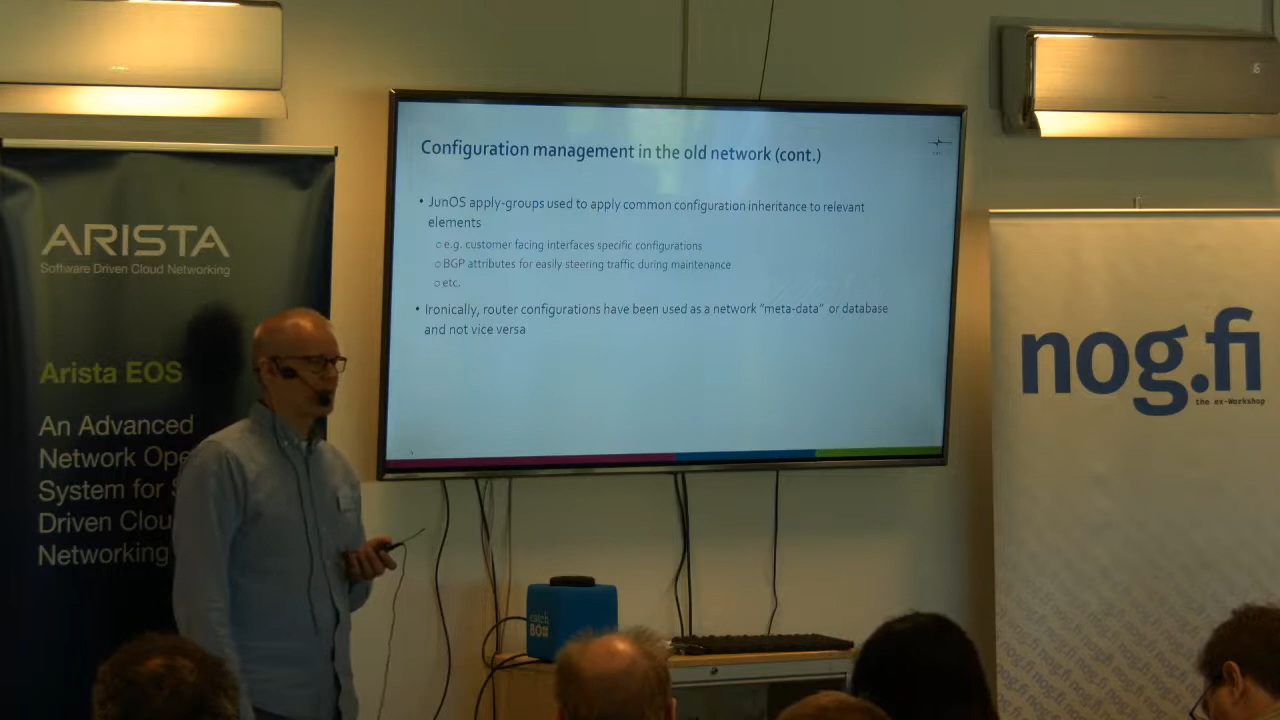 ARISTA
Software Driven Cloud Networking
Arista EOS
An Advanced
Network Ope
System for
Driven Clou
Networking
Configuration management in the old network (cont.)
• JunOS apply-groups used to apply common configuration inheritance to relevant
elements
o e.g. customer facing interfaces specific configurations
o BGP attributes for easily steering traffic during maintenance
o etc.
• Ironically, router configurations have been used as a network "meta-data" or database
and not vice versa
catch
BOX
nog.fi
the ex-Workshop